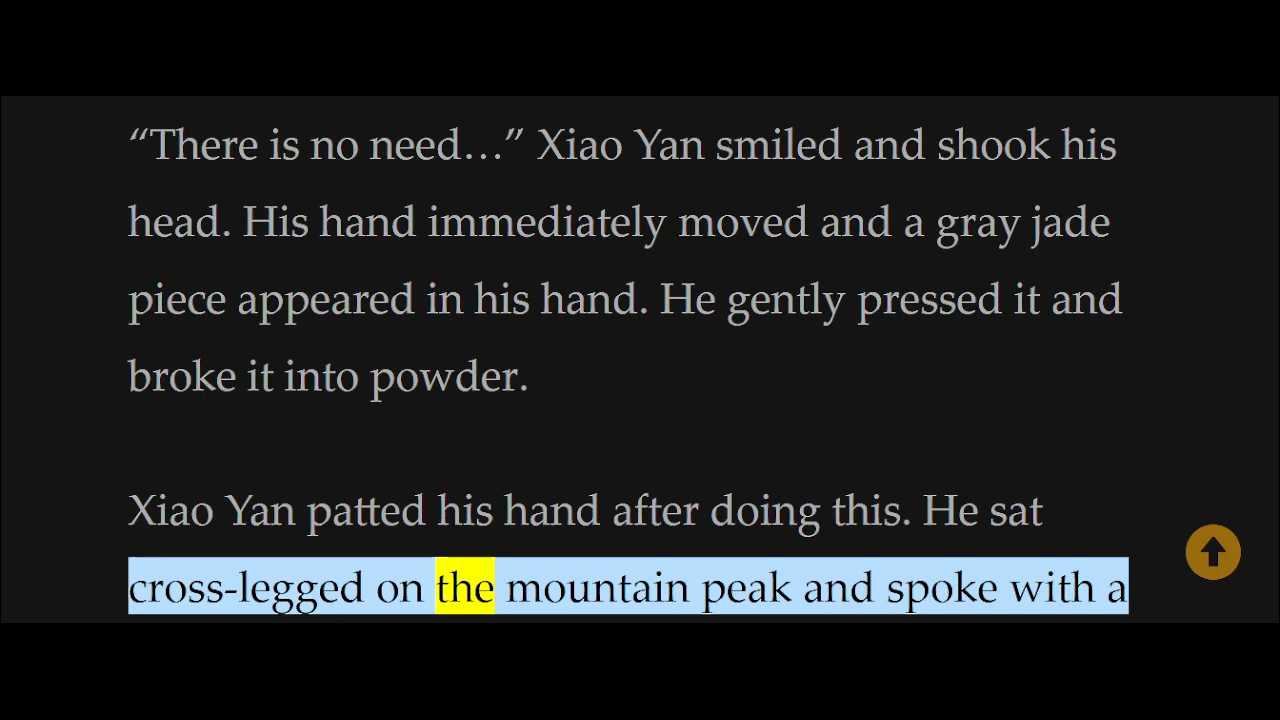 “There is no need…” Xiao Yan smiled and shook his
head. His hand immediately moved and a gray jade
piece appeared in his hand. He gently pressed it and
broke it into powder.
Xiao Yan patted his hand after doing this. He sat
cross-legged on the mountain peak and spoke with a